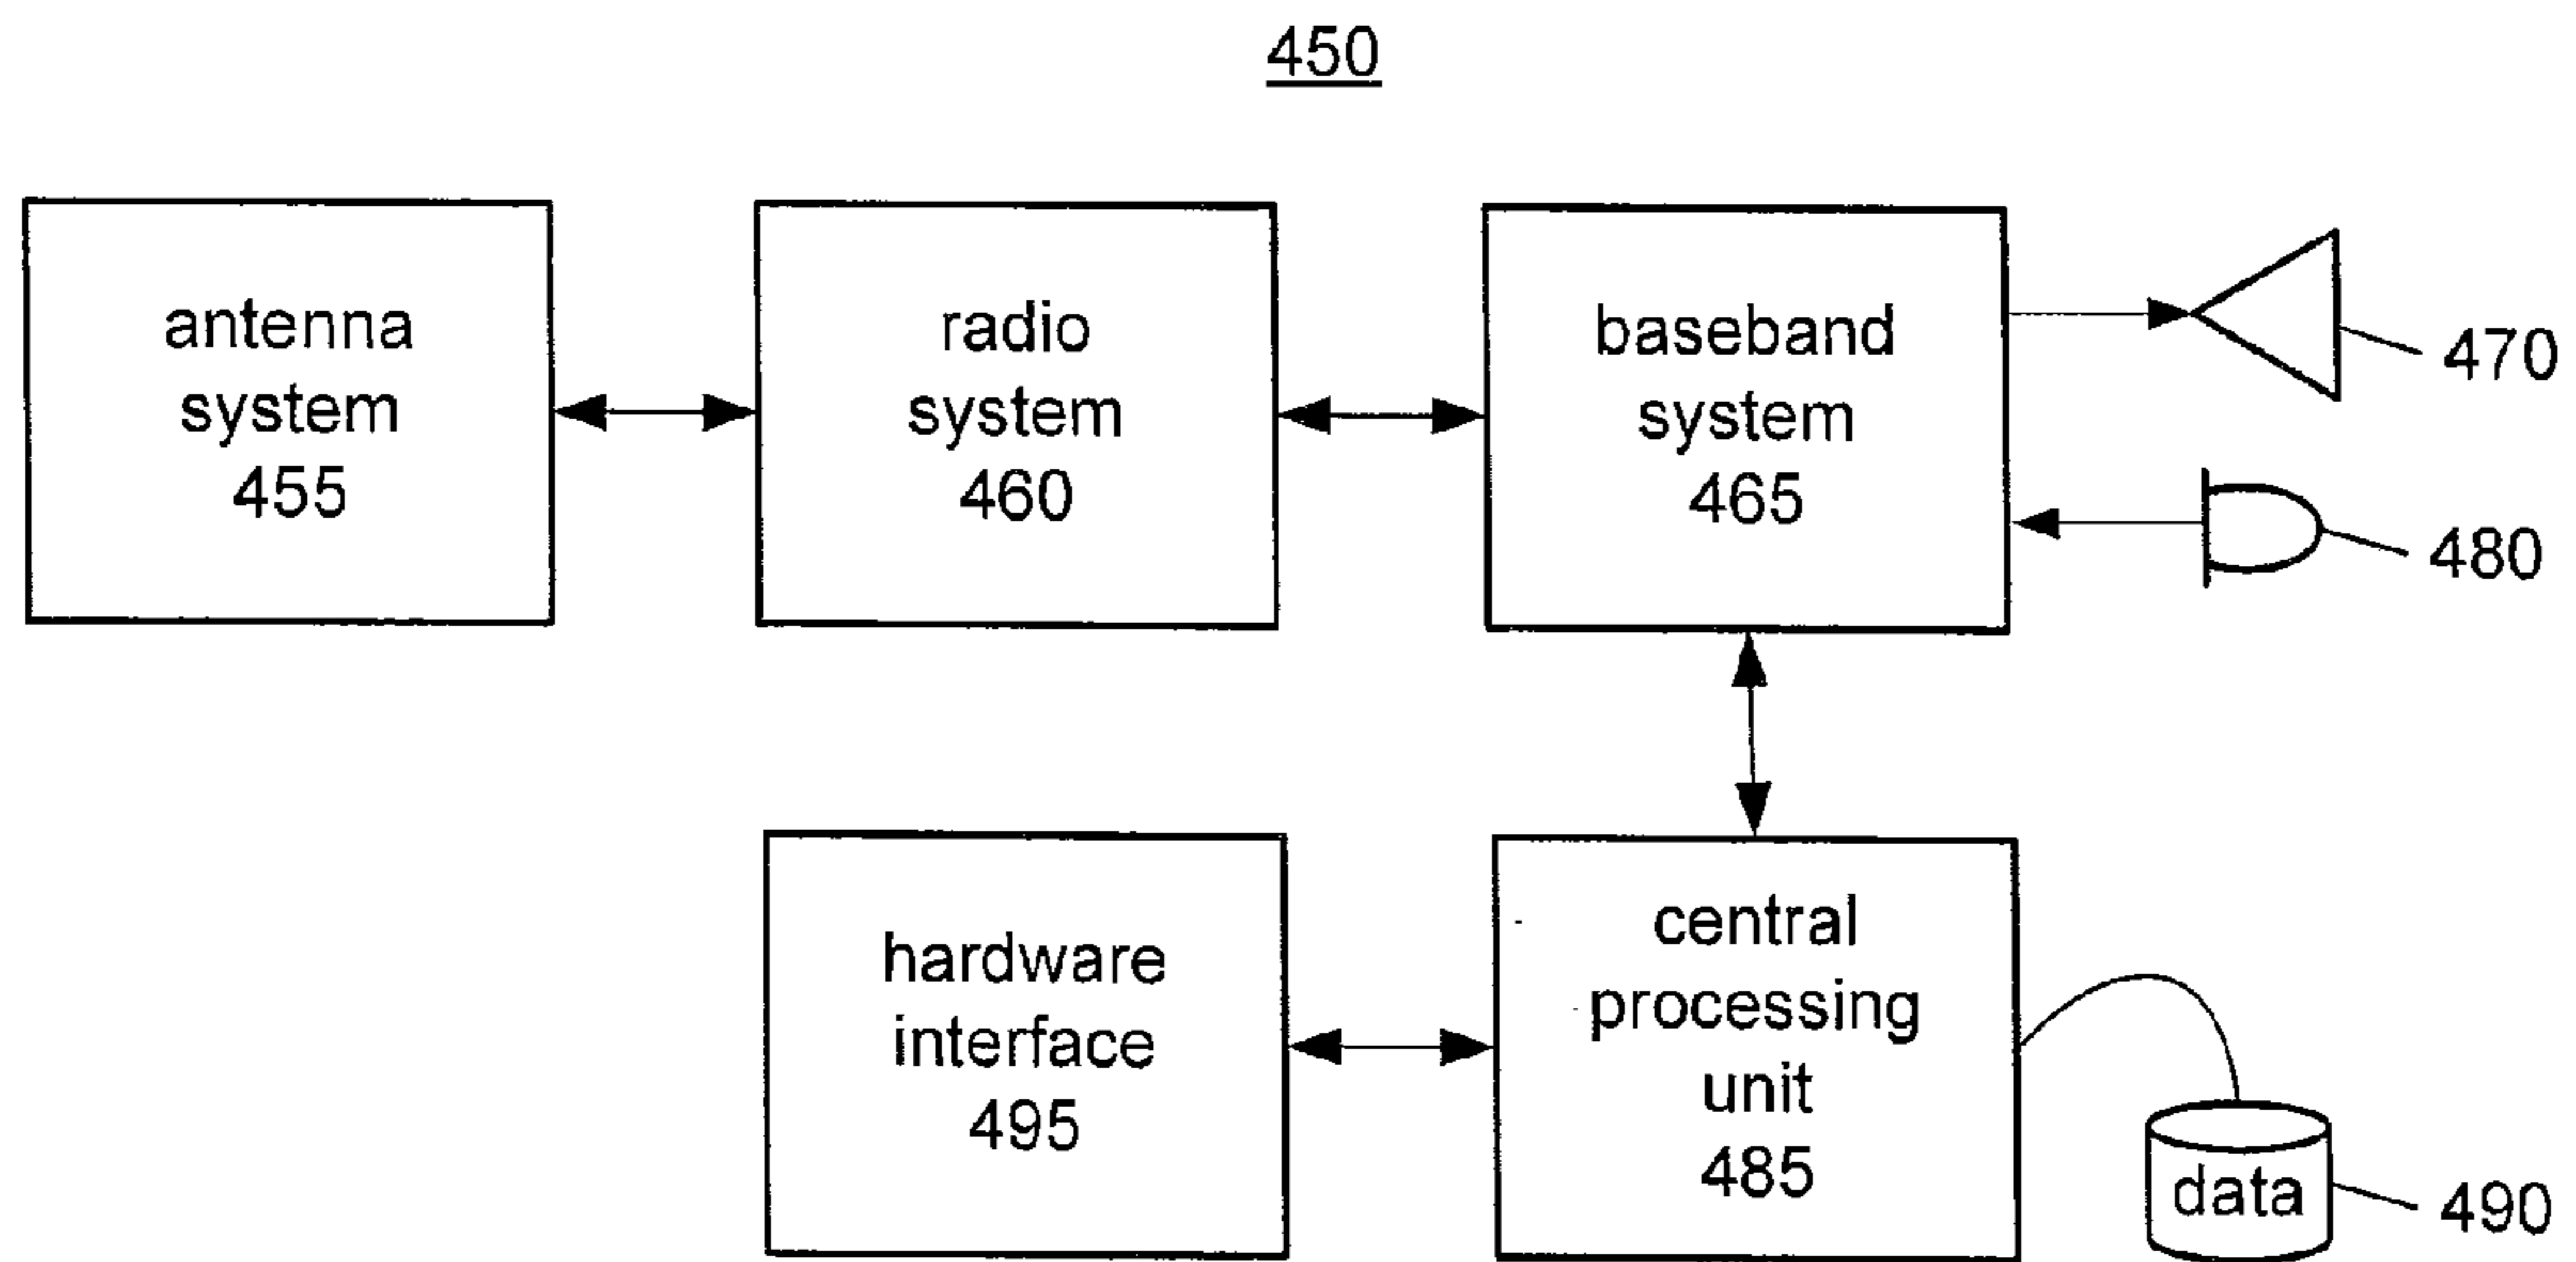 450
antenna
system
455
radio
system
460
baseband
system
465
470
480
hardware
interface
495
central
processing
unit
485
data
490